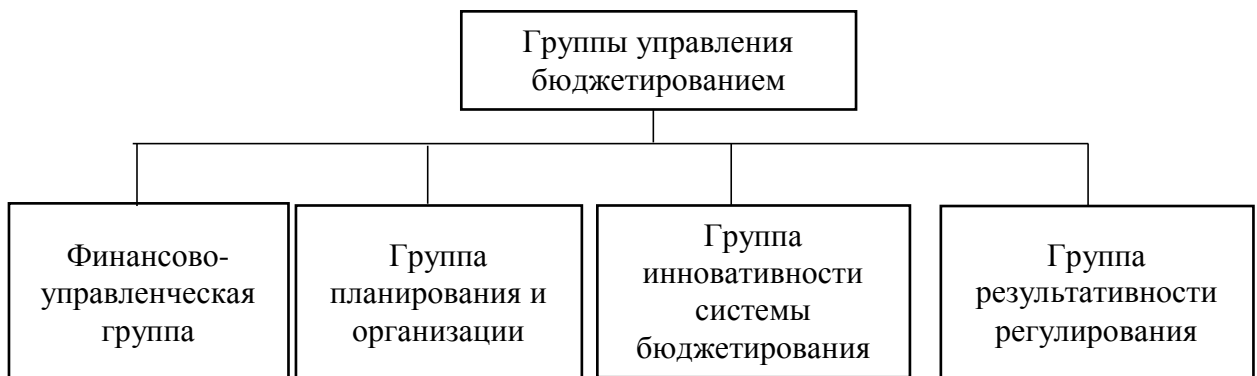 Группы управления
бюджетированием
Финансово-
управленческая
группа
Группа
планирования и
организации
Группа
инновативности
системы
бюджетирования
Группа
результативности
регулирования